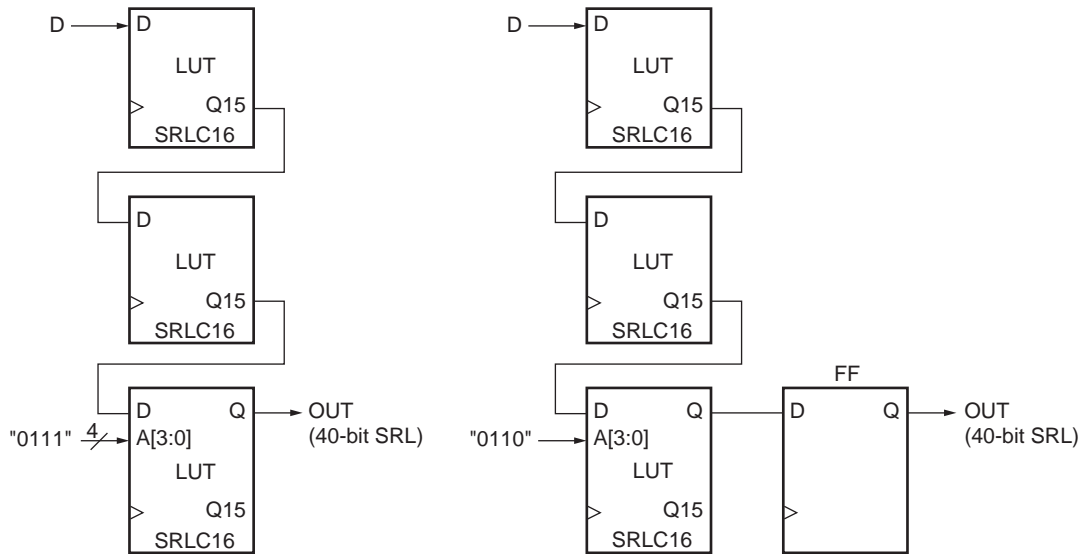 D
D
LUT
Q15
SRLC16
D
LUT
Q15
SRLC16
D
Q
OUT
(40-bit SRL)
"0111"
4
A[3:0]
LUT
Q15
SRLC16
D
D
LUT
Q15
SRLC16
D
LUT
Q15
SRLC16
D
Q
"0110"
A[3:0]
LUT
Q15
SRLC16
FF
D
Q
OUT
(40-bit SRL)